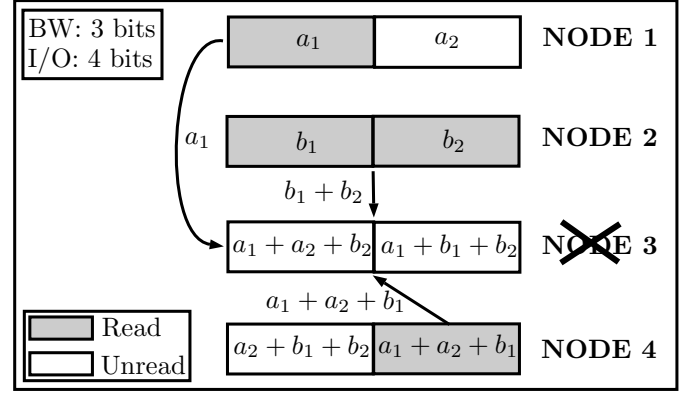 BW: 3 bits
I/O: 4 bits
a₁ a₂ NODE 1
a₁
b₁ b₂ NODE 2
b₁ + b₂
a₁ + a₂ + b₂ a₁ + b₁ + b₂ NODE 3
a₁ + a₂ + b₁
a₂ + b₁ + b₂ a₁ + a₂ + b₁ NODE 4
Read
Unread